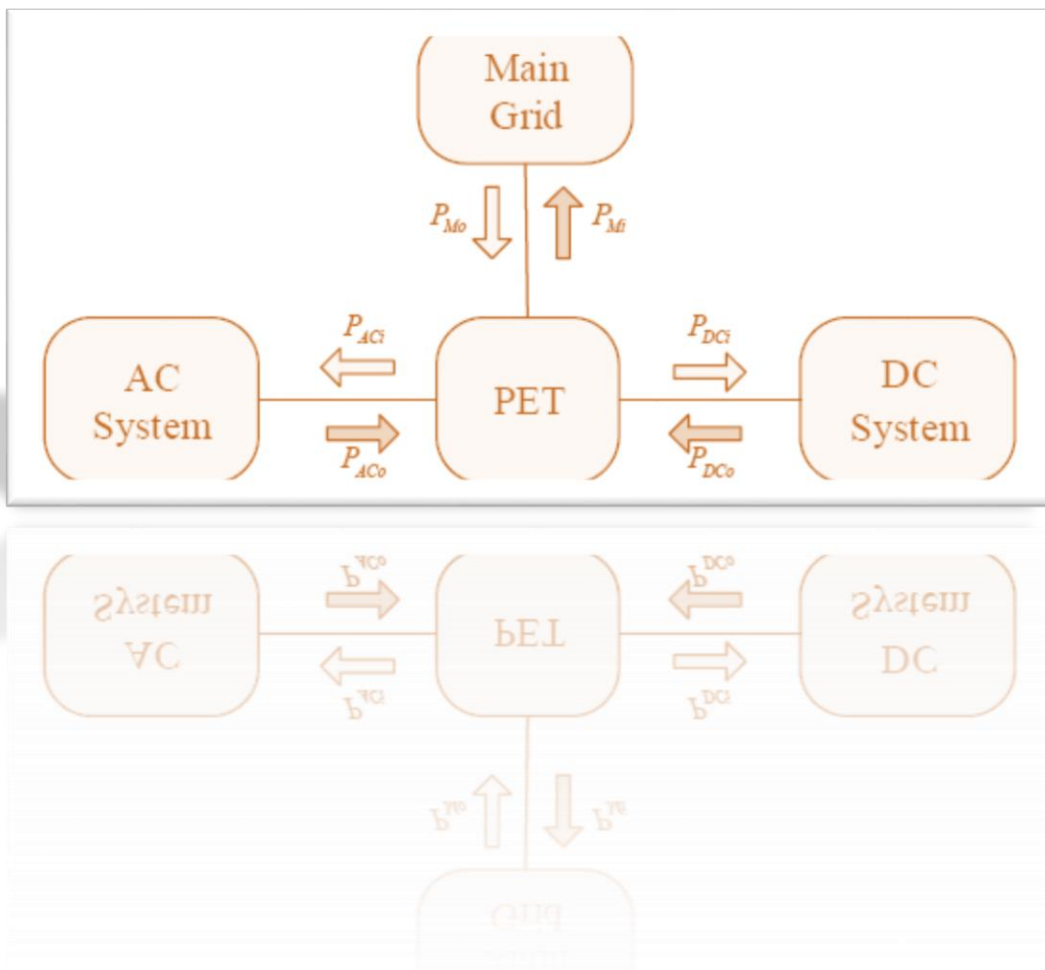 Main
Grid
P_Mo
P_Mi
P_ACi
P_DCi
AC
System
PET
DC
System
P_ACo
P_DCo